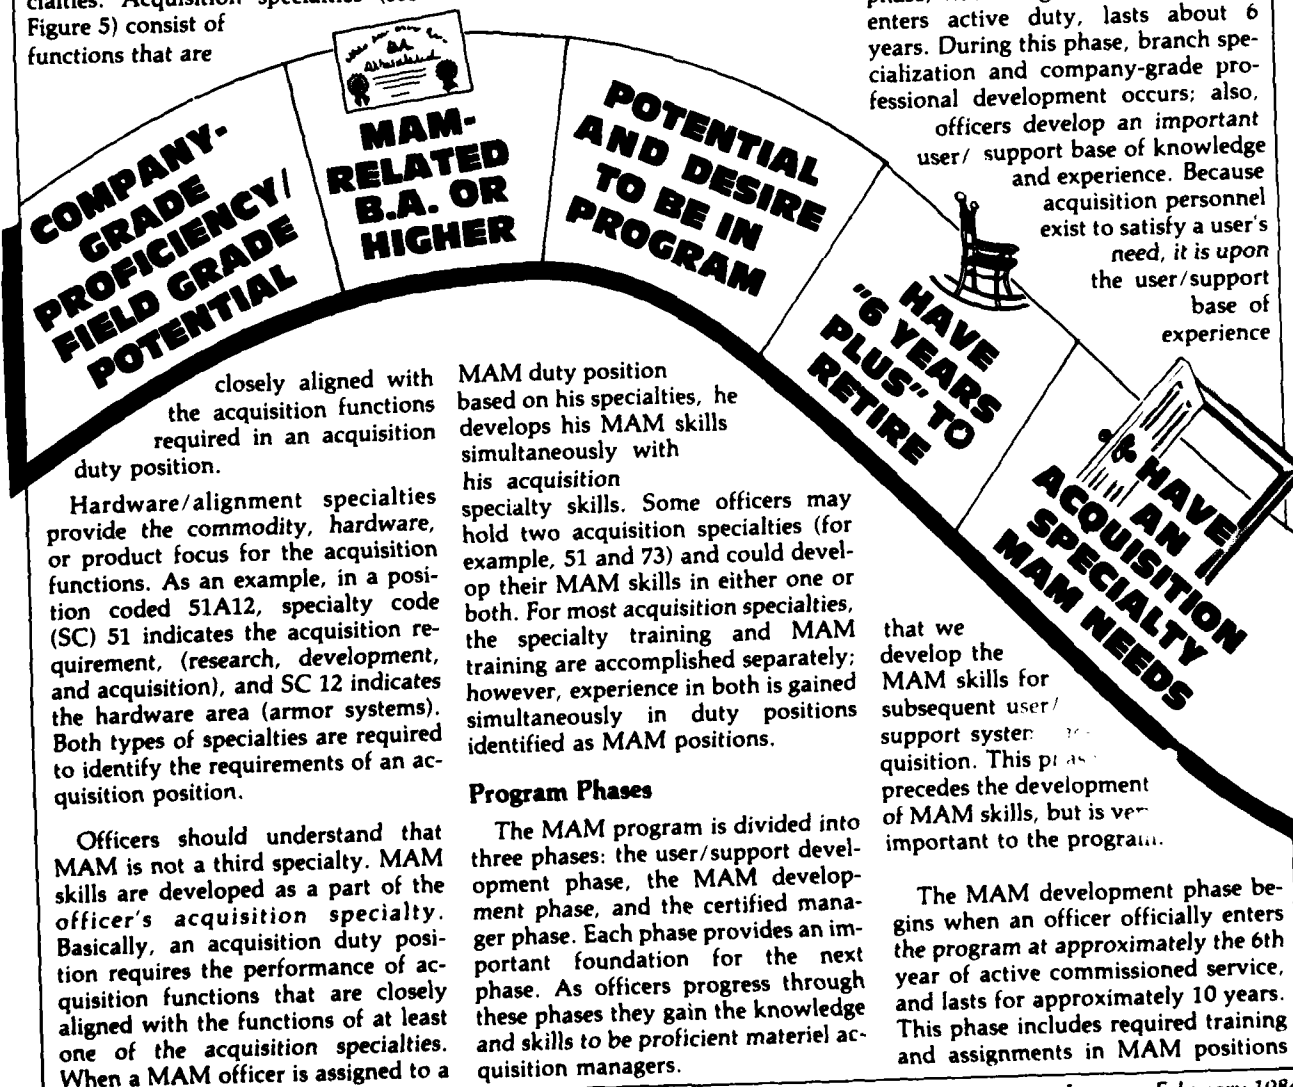 cialties. Acquisition specialties
Figure 5) consist of
functions that are
COMPANY-
GRADE
PROFICIENCY/
FIELD GRADE
POTENTIAL
MAM-
RELATED
B.A. OR
HIGHER
POTENTIAL
AND DESIRE
TO BE IN
PROGRAM
HAVE
"6 YEARS
PLUS" TO
RETIRE
& HAVE
AN
ACQUISITION
SPECIALTY
MAM NEEDS
closely aligned with
the acquisition functions
required in an acquisition
duty position.
Hardware/alignment specialties
provide the commodity, hardware,
or product focus for the acquisition
functions. As an example, in a posi-
tion coded 51A12, specialty code
(SC) 51 indicates the acquisition re-
quirement, (research, development,
and acquisition), and SC 12 indicates
the hardware area (armor systems).
Both types of specialties are required
to identify the requirements of an ac-
quisition position.
Officers should understand that
MAM is not a third specialty. MAM
skills are developed as a part of the
officer's acquisition specialty.
Basically, an acquisition duty posi-
tion requires the performance of ac-
quisition functions that are closely
aligned with the functions of at least
one of the acquisition specialties.
When a MAM officer is assigned to a
MAM duty position
based on his specialties, he
develops his MAM skills
simultaneously with
his acquisition
specialty skills. Some officers may
hold two acquisition specialties (for
example, 51 and 73) and could devel-
op their MAM skills in either one or
both. For most acquisition specialties,
the specialty training and MAM
training are accomplished separately;
however, experience in both is gained
simultaneously in duty positions
identified as MAM positions.
Program Phases
The MAM program is divided into
three phases: the user/support devel-
opment phase, the MAM develop-
ment phase, and the certified mana-
ger phase. Each phase provides an im-
portant foundation for the next
phase. As officers progress through
these phases they gain the knowledge
and skills to be proficient materiel ac-
quisition managers.
enters active duty, lasts about 6
years. During this phase, branch spe-
cialization and company-grade pro-
fessional development occurs; also,
officers develop an important
user/ support base of knowledge
and experience. Because
acquisition personnel
exist to satisfy a user's
need, it is upon
the user/support
base of
experience
that we
develop the
MAM skills for
subsequent user/
support
quisition. This
precedes the development
of MAM skills, but is
important to the program.
The MAM development phase be-
gins when an officer officially enters
the program at approximately the 6th
year of active commissioned service,
and lasts for approximately 10 years.
This phase includes required training
and assignments in MAM positions